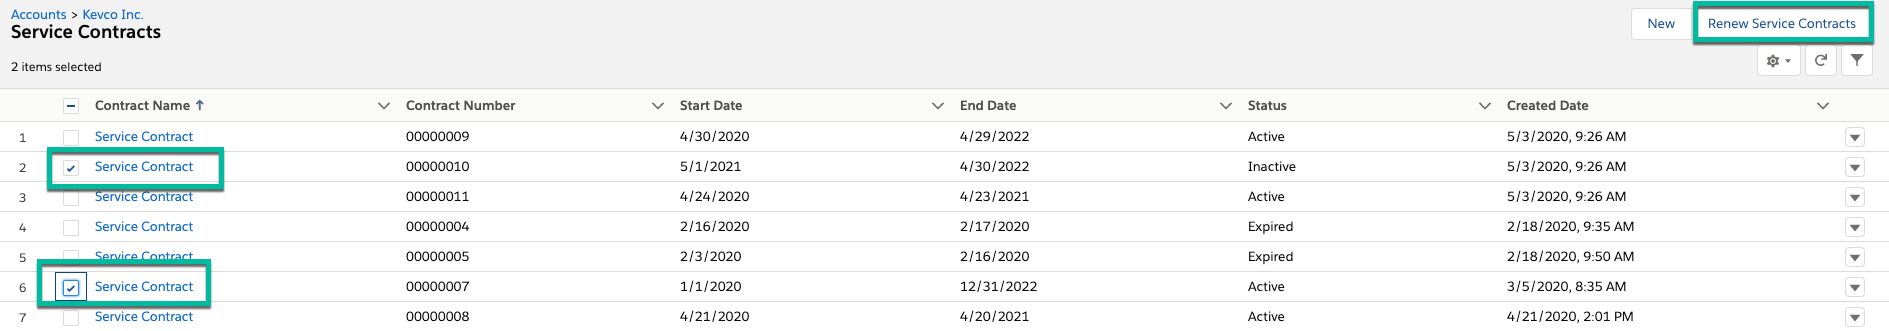 Accounts > Kevco Inc.
Service Contracts
New Renew Service Contracts
2 items selected
Contract Name Contract Number Start Date End Date Status Created Date
1 Service Contract 00000009 4/30/2020 4/29/2022 Active 5/3/2020, 9:26 AM
2 Service Contract 00000010 5/1/2021 4/30/2022 Inactive 5/3/2020, 9:26 AM
3 Service Contract 00000011 4/24/2020 4/23/2021 Active 5/3/2020, 9:26 AM
4 Service Contract 00000004 2/16/2020 2/17/2020 Expired 2/18/2020, 9:35 AM
5 Service Contract 00000005 2/3/2020 2/16/2020 Expired 2/18/2020, 9:50 AM
6 Service Contract 00000007 1/1/2020 12/31/2022 Active 3/5/2020, 8:35 AM
7 Service Contract 00000008 4/21/2020 4/20/2021 Active 4/21/2020, 2:01 PM